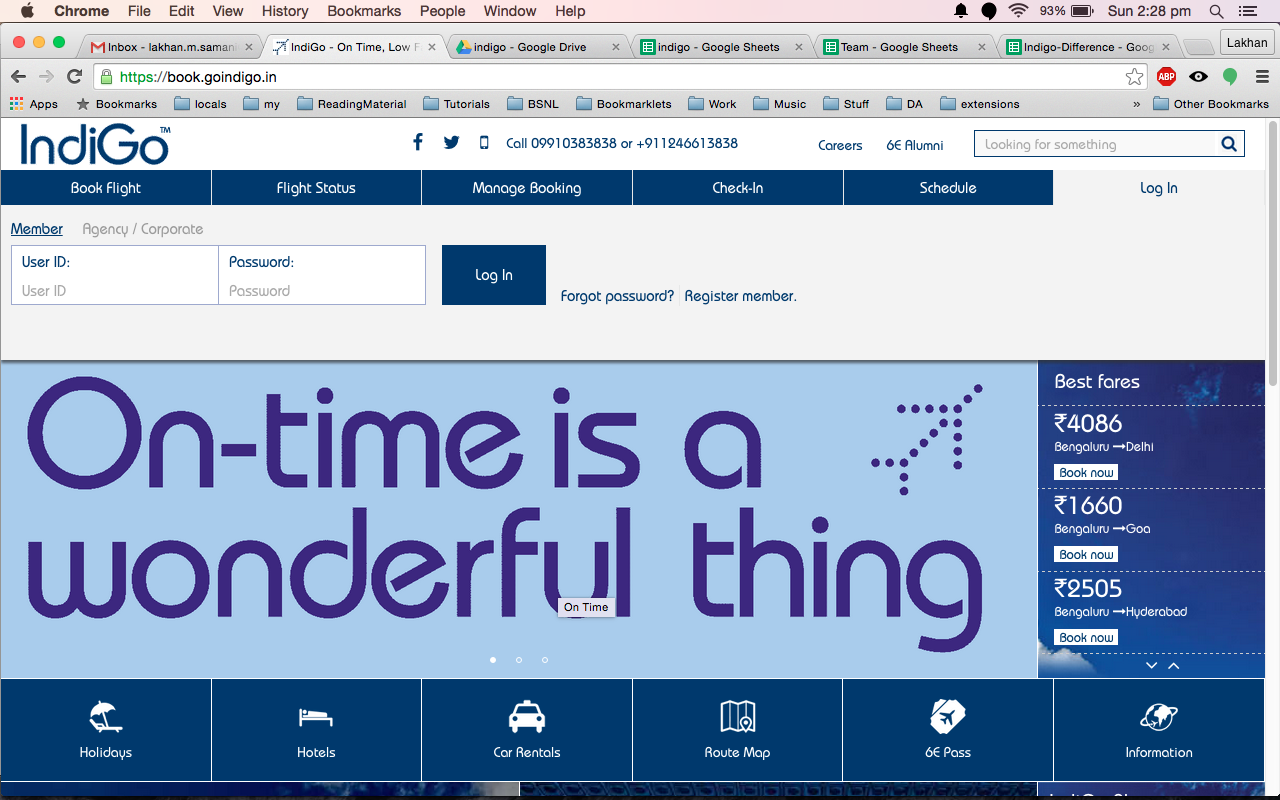 Chrome File Edit View History Bookmarks People Window Help 93% Sun 2:28 pm
Inbox - lakhan.m.saman IndiGo - On Time, Low F indigo - Google Drive indigo - Google Sheets Team - Google Sheets Indigo-Difference - Goog Lakhan
https://book.goindigo.in ABP
Apps Bookmarks locals my ReadingMaterial Tutorials BSNL Bookmarklets Work Music Stuff DA extensions » Other Bookmarks
IndiGo™ Call 09910383838 or +911246613838 Careers 6E Alumni Looking for something
Book Flight Flight Status Manage Booking Check-In Schedule Log In
Member Agency / Corporate
User ID: Password:
User ID Password
Log In
Forgot password? Register member.
On-time is a
wonderful thing
On Time
Best fares
₹4086
Bengaluru →Delhi
Book now
₹1660
Bengaluru →Goa
Book now
₹2505
Bengaluru →Hyderabad
Book now
Holidays Hotels Car Rentals Route Map 6E Pass Information